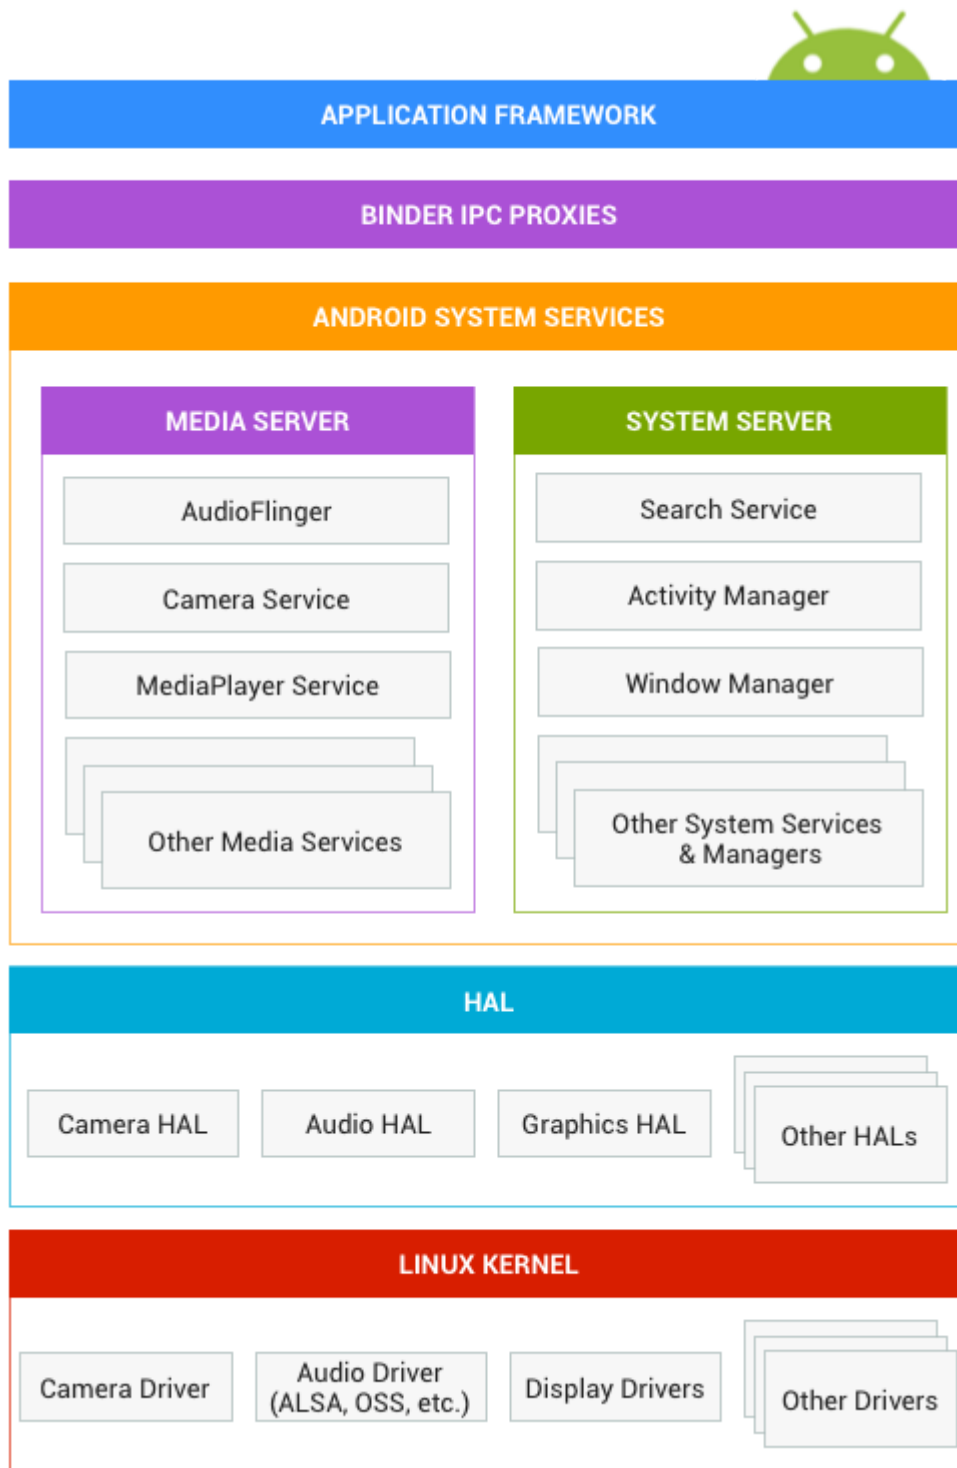 APPLICATION FRAMEWORK
BINDER IPC PROXIES
ANDROID SYSTEM SERVICES
MEDIA SERVER
AudioFlinger
Camera Service
MediaPlayer Service
Other Media Services
SYSTEM SERVER
Search Service
Activity Manager
Window Manager
Other System Services
& Managers
HAL
Camera HAL
Audio HAL
Graphics HAL
Other HALs
LINUX KERNEL
Camera Driver
Audio Driver
(ALSA, OSS, etc.)
Display Drivers
Other Drivers